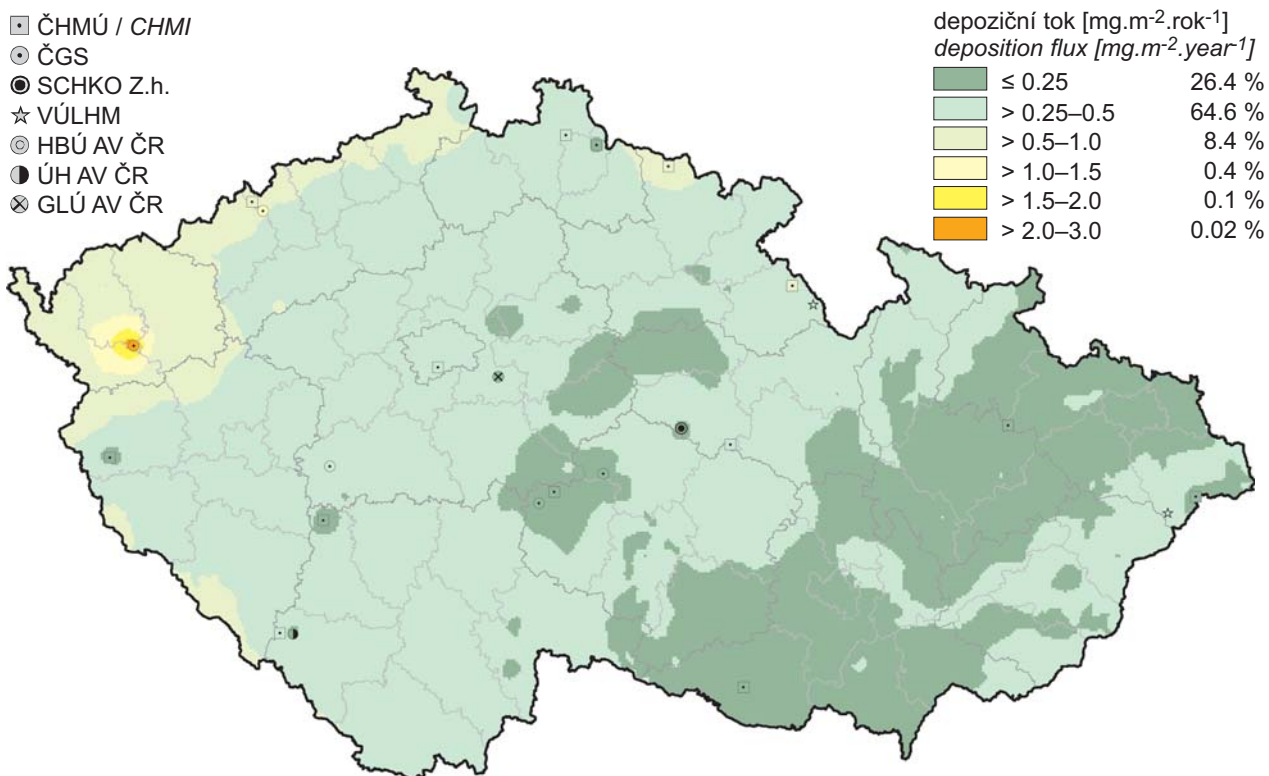 ČHMÚ / CHMI
ČGS
SCHKO Z.h.
VÚLHM
HBÚ AV ČR
ÚH AV ČR
GLÚ AV ČR
depoziční tok [mg.m-2.rok-1]
deposition flux [mg.m-2.year-1]
≤ 0.25 26.4 %
> 0.25–0.5 64.6 %
> 0.5–1.0 8.4 %
> 1.0–1.5 0.4 %
> 1.5–2.0 0.1 %
> 2.0–3.0 0.02 %